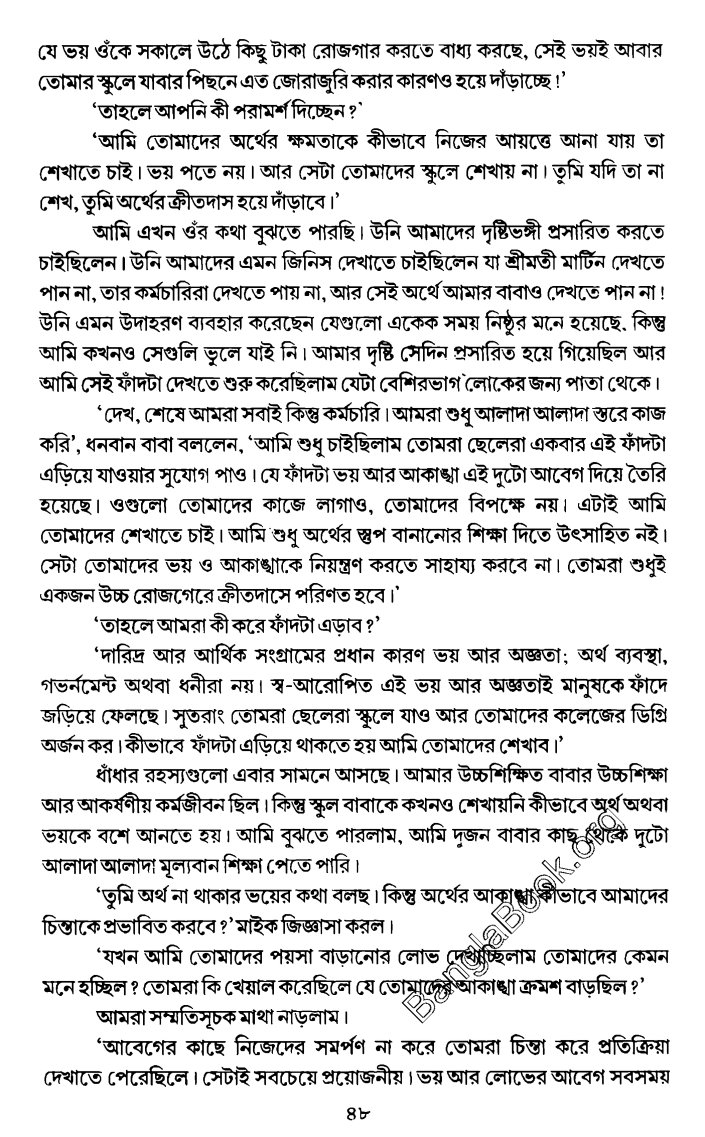 যে ভয় ওঁকে সকালে উঠে কিছু টাকা রোজগার করতে বাধ্য করছে, সেই ভয়ই আবার
তোমার স্কুলে যাবার পিছনে এত জোরাজুরি করার কারণও হয়ে দাঁড়াচ্ছে!’
‘তাহলে আপনি কী পরামর্শ দিচ্ছেন?’
‘আমি তোমাদের অর্থের ক্ষমতাকে কীভাবে নিজের আয়ত্তে আনা যায় তা
শেখাতে চাই। ভয় পতে নয়। আর সেটা তোমাদের স্কুলে শেখায় না। তুমি যদি তা না
শেখ, তুমি অর্থের ক্রীতদাস হয়ে দাঁড়াবে।’
আমি এখন ওঁর কথা বুঝতে পারছি। উনি আমাদের দৃষ্টিভঙ্গী প্রসারিত করতে
চাইছিলেন। উনি আমাদের এমন জিনিস দেখাতে চাইছিলেন যা শ্রীমতী মার্টিন দেখতে
পান না, তার কর্মচারিরা দেখতে পায় না, আর সেই অর্থে আমার বাবাও দেখতে পান না!
উনি এমন উদাহরণ ব্যবহার করেছেন যেগুলো একেক সময় নিষ্ঠুর মনে হয়েছে, কিন্তু
আমি কখনও সেগুলি ভুলে যাই নি। আমার দৃষ্টি সেদিন প্রসারিত হয়ে গিয়েছিল আর
আমি সেই ফাঁদটা দেখতে শুরু করেছিলাম যেটা বেশিরভাগ লোকের জন্য পাতা থেকে।
‘দেখ, শেষে আমরা সবাই কিন্তু কর্মচারি। আমরা শুধু আলাদা আলাদা স্তরে কাজ
করি’, ধনবান বাবা বললেন, ‘আমি শুধু চাইছিলাম তোমরা ছেলেরা একবার এই ফাঁদটা
এড়িয়ে যাওয়ার সুযোগ পাও। যে ফাঁদটা ভয় আর আকাঙ্খা এই দুটো আবেগ দিয়ে তৈরি
হয়েছে। ওগুলো তোমাদের কাজে লাগাও, তোমাদের বিপক্ষে নয়। এটাই আমি
তোমাদের শেখাতে চাই। আমি শুধু অর্থের স্তুপ বানানোর শিক্ষা দিতে উৎসাহিত নই।
সেটা তোমাদের ভয় ও আকাঙ্খাকে নিয়ন্ত্রণ করতে সাহায্য করবে না। তোমরা শুধুই
একজন উচ্চ রোজগেরে ক্রীতদাসে পরিণত হবে।’
‘তাহলে আমরা কী করে ফাঁদটা এড়াব?’
‘দারিদ্র আর আর্থিক সংগ্রামের প্রধান কারণ ভয় আর অজ্ঞতা; অর্থ ব্যবস্থা,
গভর্নমেন্ট অথবা ধনীরা নয়। স্ব-আরোপিত এই ভয় আর অজ্ঞতাই মানুষকে ফাঁদে
জড়িয়ে ফেলছে। সুতরাং তোমরা ছেলেরা স্কুলে যাও আর তোমাদের কলেজের ডিগ্রি
অর্জন কর। কীভাবে ফাঁদটা এড়িয়ে থাকতে হয় আমি তোমাদের শেখাব।’
ধাঁধার রহস্যগুলো এবার সামনে আসছে। আমার উচ্চশিক্ষিত বাবার উচ্চশিক্ষা
আর আকর্ষণীয় কর্মজীবন ছিল। কিন্তু স্কুল বাবাকে কখনও শেখায়নি কীভাবে অর্থ অথবা
ভয়কে বশে আনতে হয়। আমি বুঝতে পারলাম, আমি দুজন বাবার কাছ থেকে দুটো
আলাদা আলাদা মূল্যবান শিক্ষা পেতে পারি।
‘তুমি অর্থ না থাকার ভয়ের কথা বলছ। কিন্তু অর্থের আকাঙ্খা কীভাবে আমাদের
চিন্তাকে প্রভাবিত করবে?’ মাইক জিজ্ঞাসা করল।
‘যখন আমি তোমাদের পয়সা বাড়ানোর লোভ দেখাচ্ছিলাম তোমাদের কেমন
মনে হচ্ছিল? তোমরা কি খেয়াল করেছিলে যে তোমাদের আকাঙ্খা ক্রমশ বাড়ছিল?’
আমরা সম্মতিসূচক মাথা নাড়লাম।
‘আবেগের কাছে নিজেদের সমর্পণ না করে তোমরা চিন্তা করে প্রতিক্রিয়া
দেখাতে পেরেছিলে। সেটাই সবচেয়ে প্রয়োজনীয়। ভয় আর লোভের আবেগ সবসময়
৪৮
BanglaBook.org